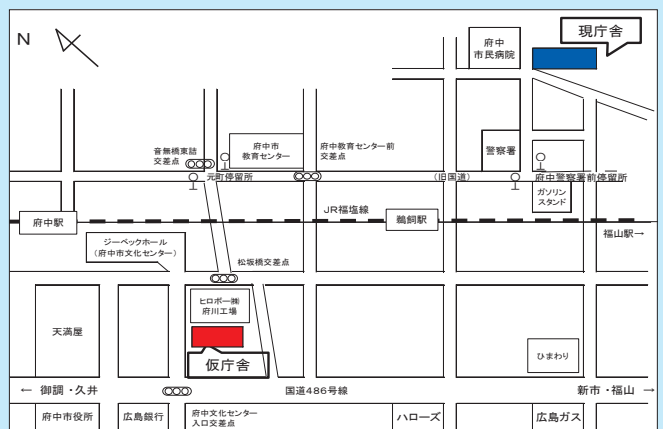 N
府中
市民病院
現庁舎
音無橋東詰
交差点
府中市
教育センター
府中教育センター前
交差点
警察署
元町停留所
(旧国道)
府中警察署前停留所
ガソリン
スタンド
JR福塩線
府中駅
鵜飼駅
福山駅→
ジーベックホール
(府中市文化センター)
松坂橋交差点
ヒロボー㈱
府川工場
天満屋
仮庁舎
ひまわり
← 御調・久井
国道486号線
新市・福山 →
府中市役所
広島銀行
府中文化センター
入口交差点
ハローズ
広島ガス